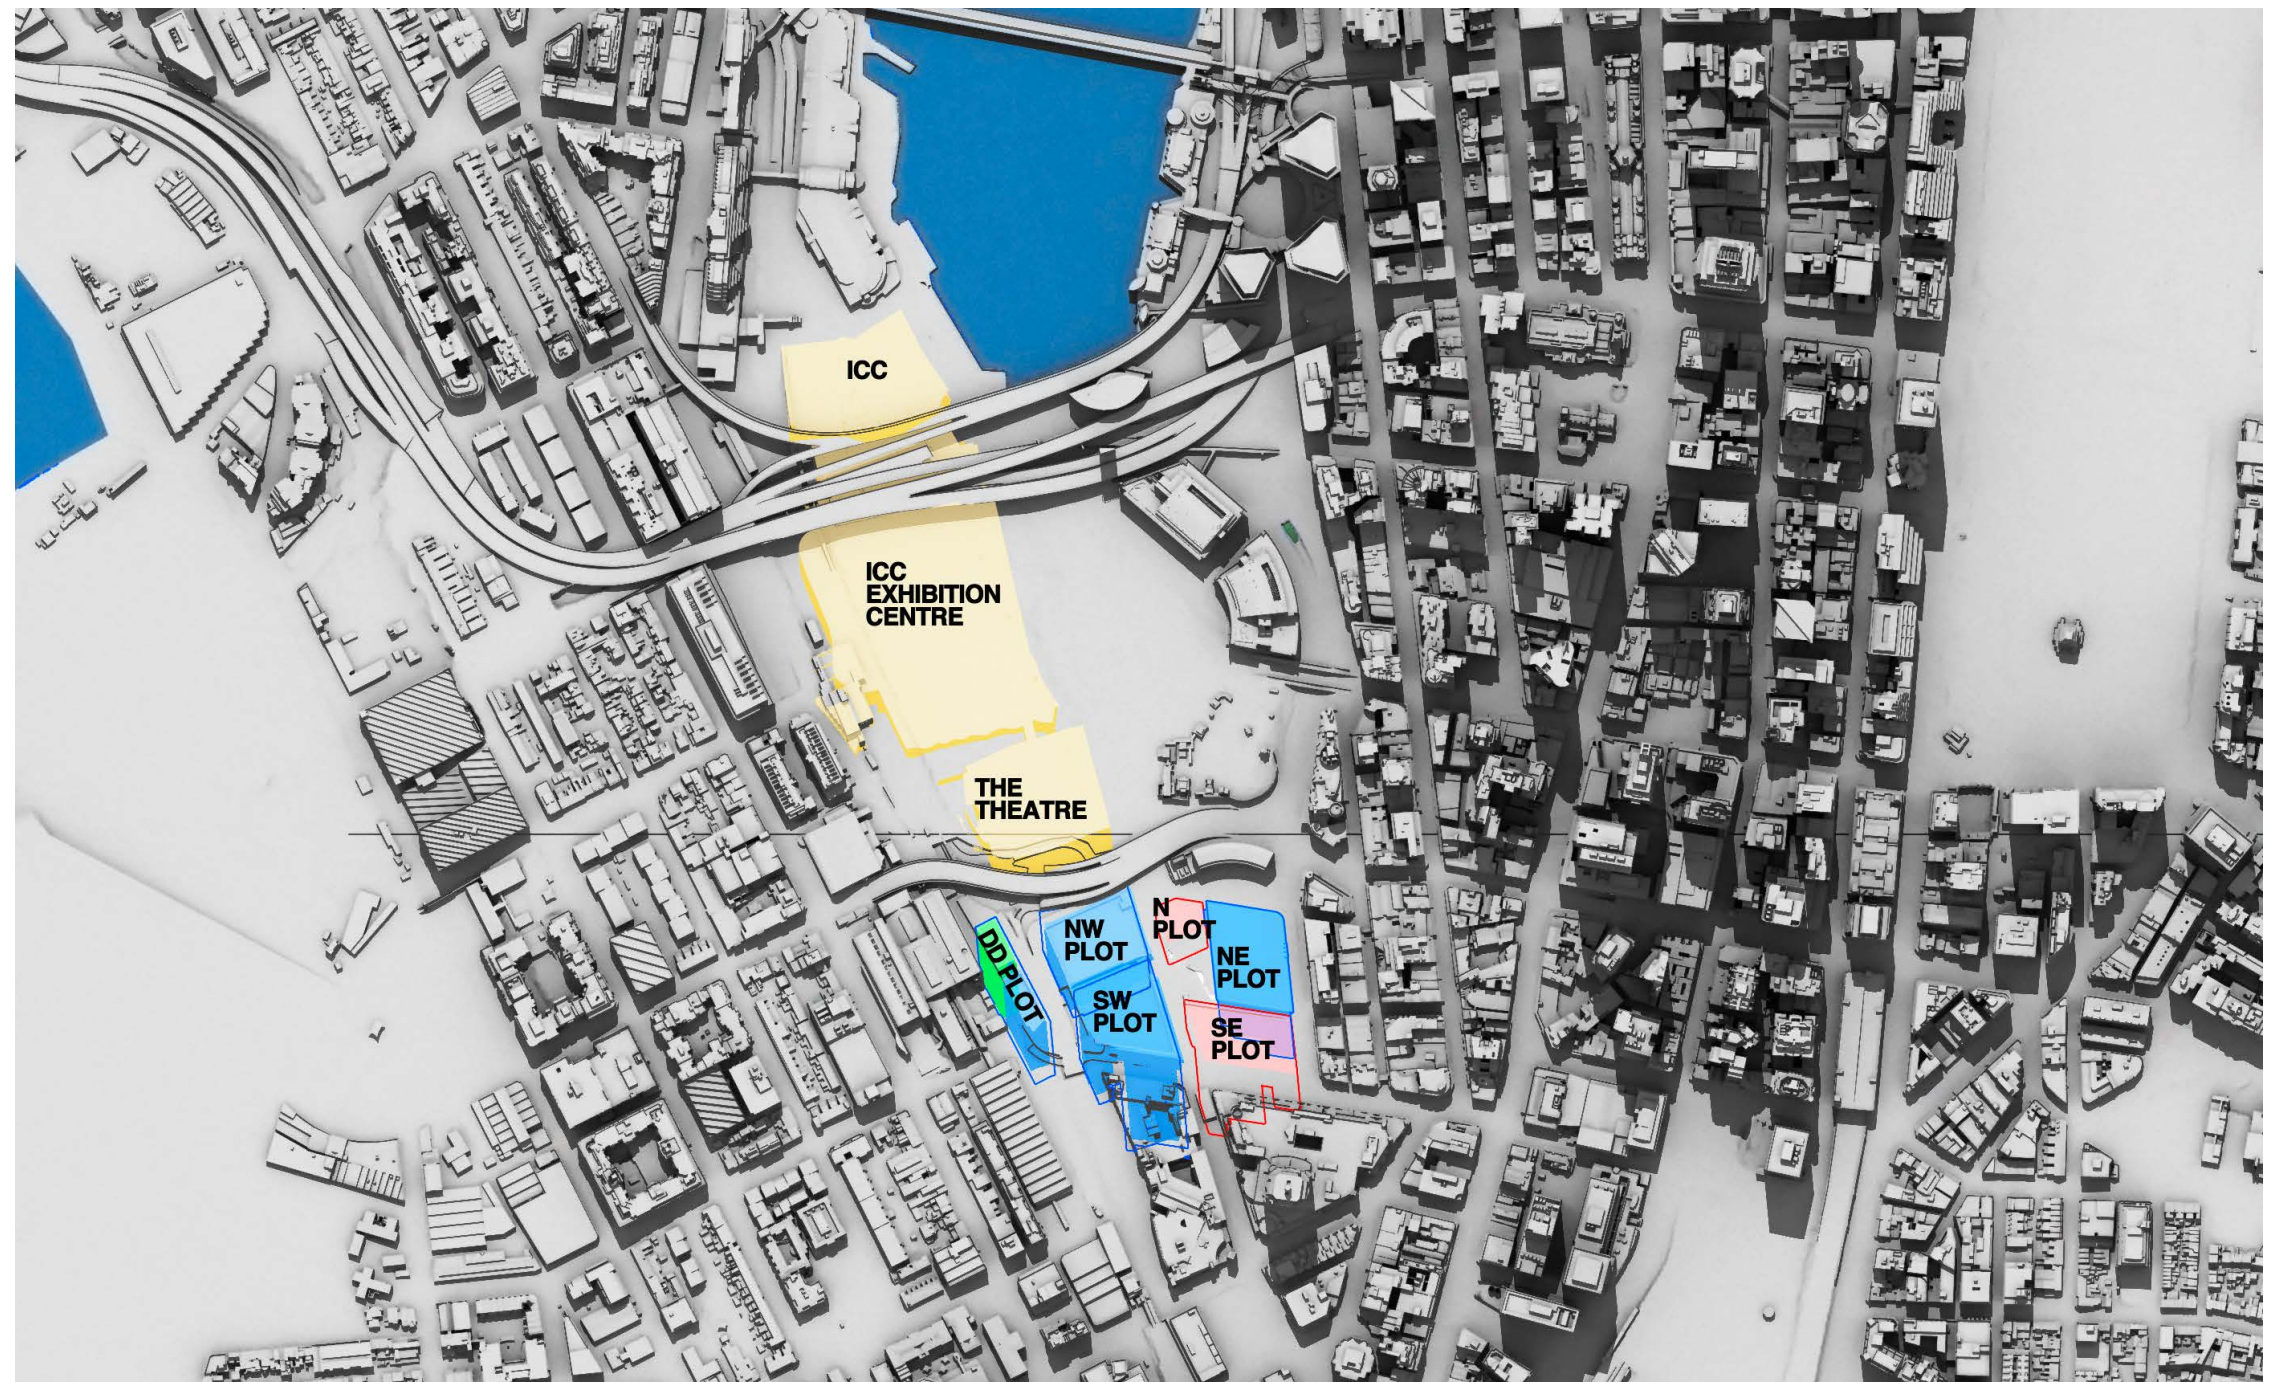 ICC
ICC
EXHIBITION
CENTRE
THE
THEATRE
DD PLOT
NW
PLOT
N
PLOT
NE
PLOT
SW
PLOT
SE
PLOT